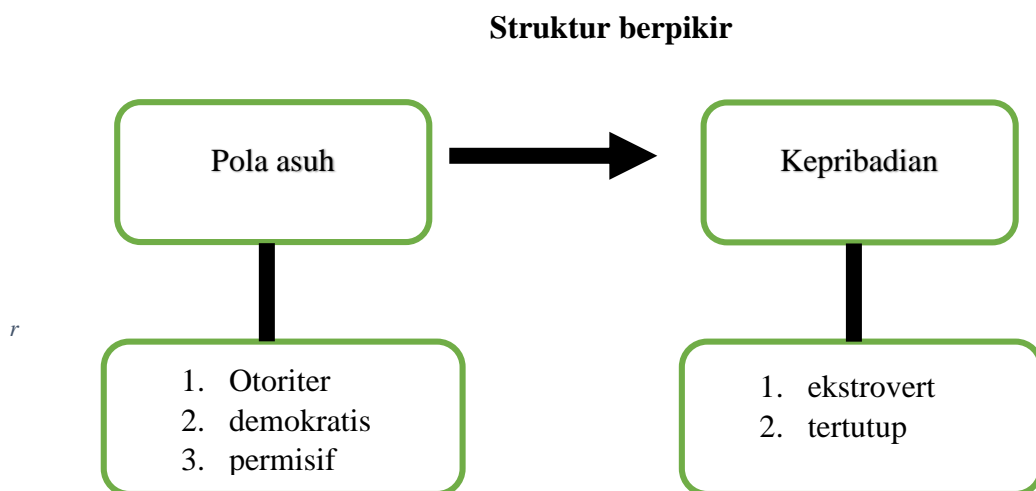 Struktur berpikir
Pola asuh
Kepribadian
r
1. Otoriter
2. demokratis
3. permisif
1. ekstrovert
2. tertutup